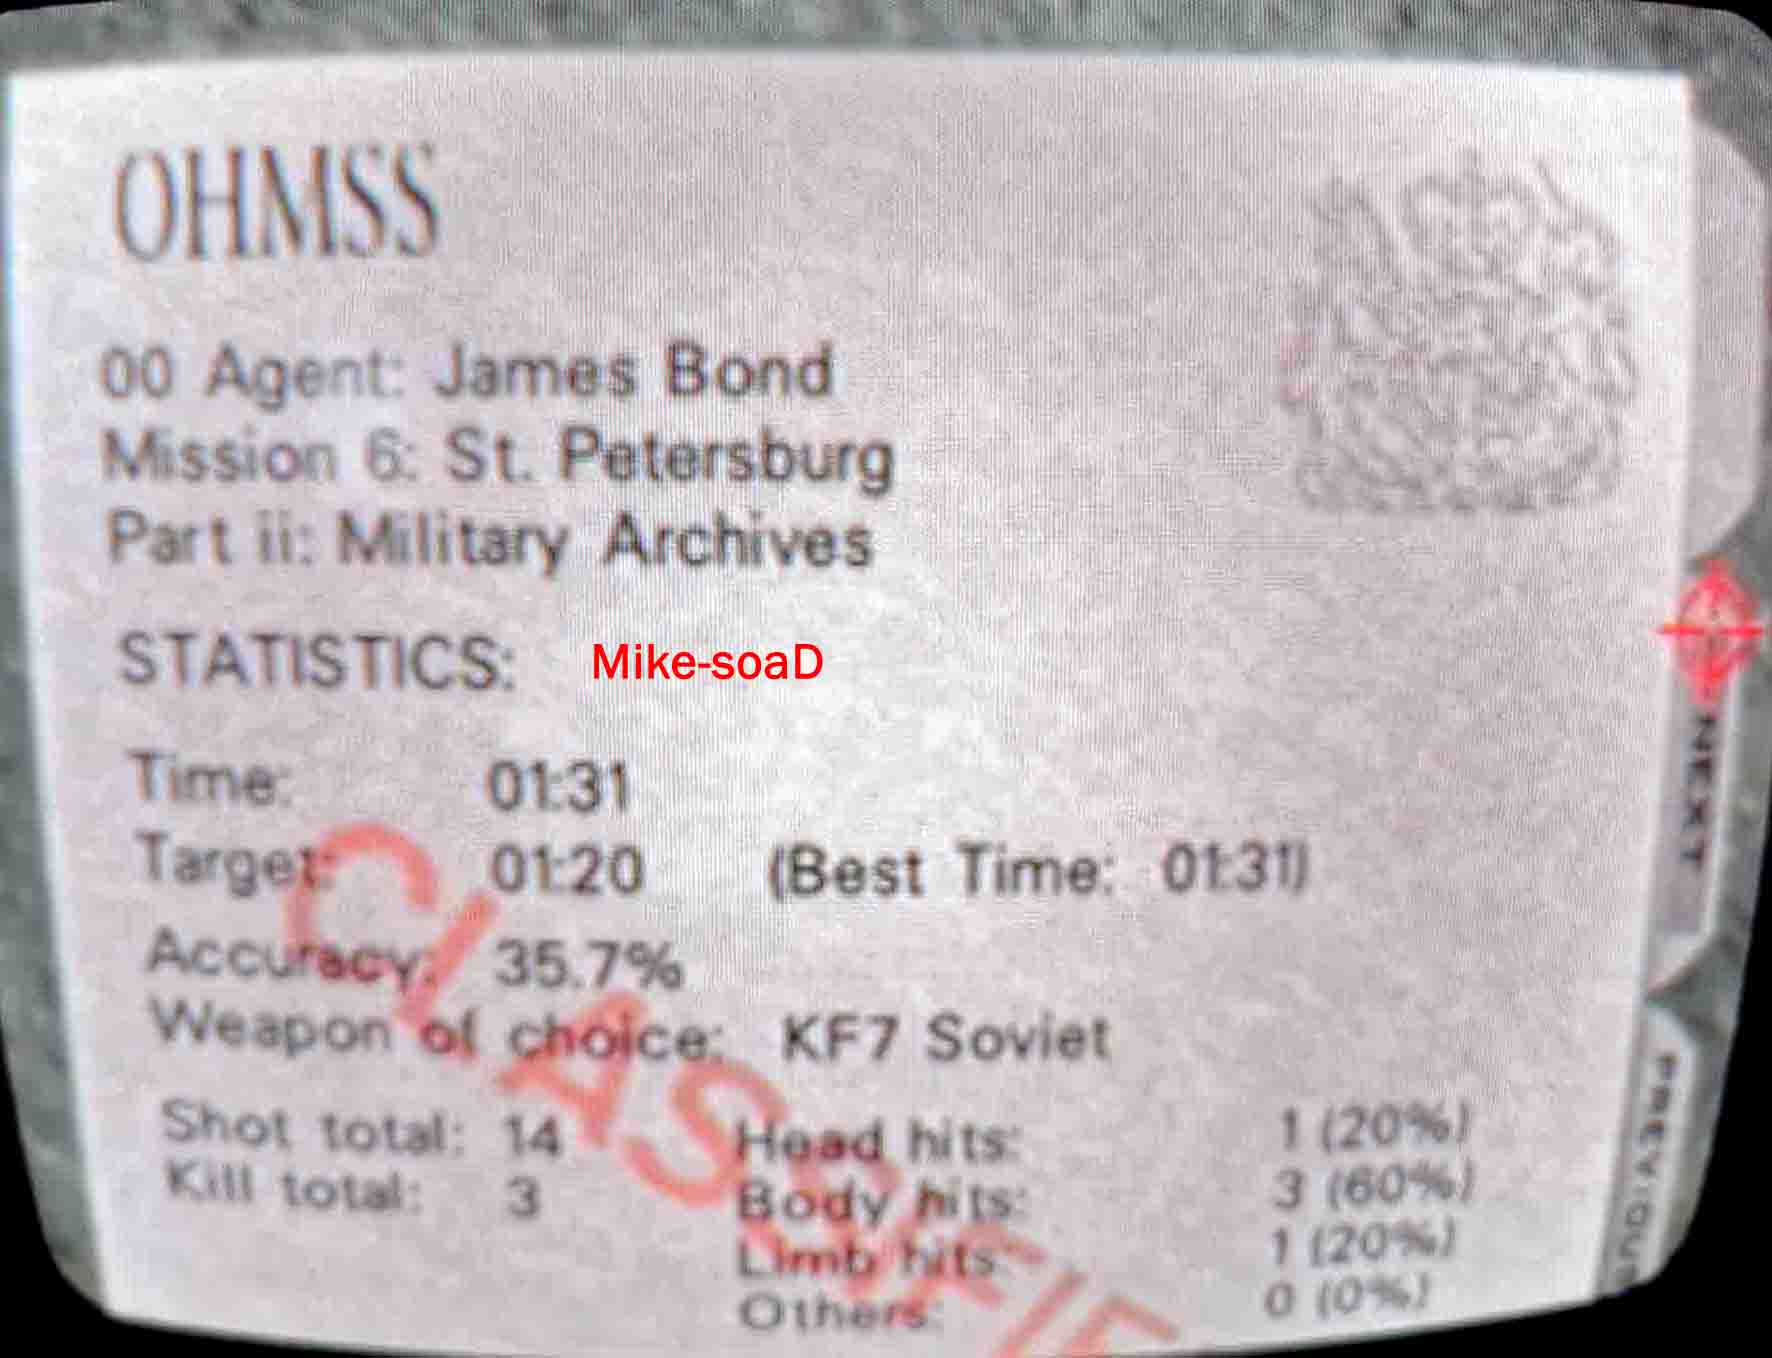 OHMSS
00 Agent: James Bond
Mission 6: St. Petersburg
Part ii: Military Archives
STATISTICS:
Mike-soaD
Time: 01:31
Target: 01:20 (Best Time: 01:31)
Accuracy: 35.7%
Weapon of choice: KF7 Soviet
Shot total: 14 Head hits: 1 (20%)
Kill total: 3 Body hits: 3 (60%)
Limb hits: 1 (20%)
Others: 0 (0%)
CLASSIFIE
NEXT
PREVIOUS